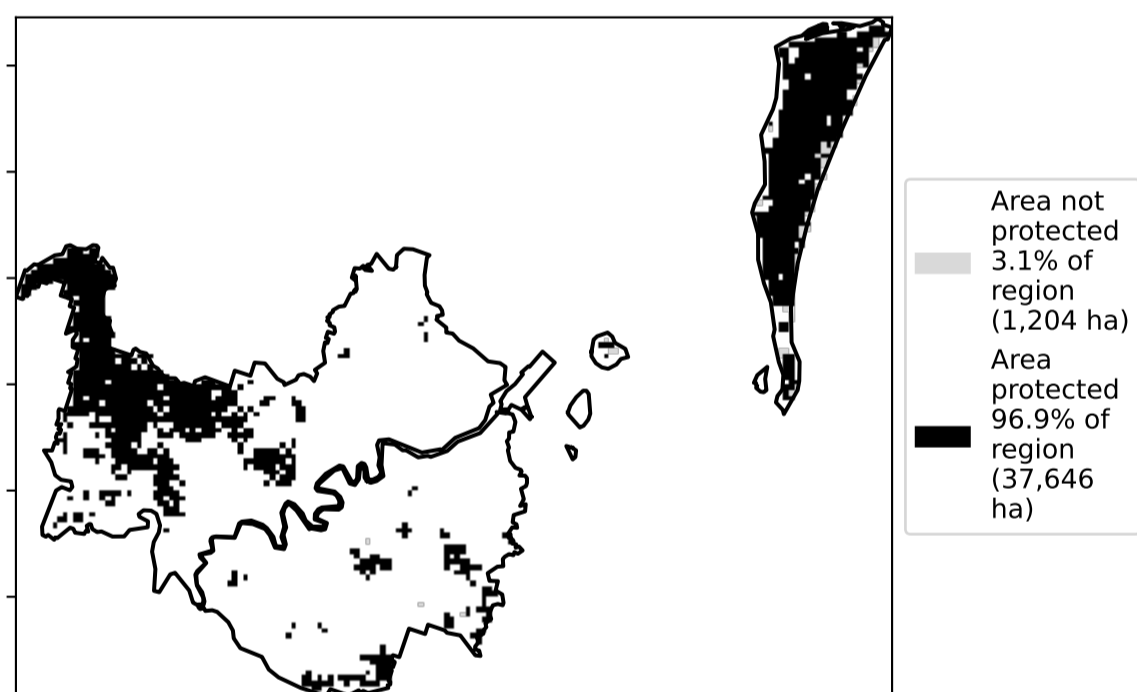 Area not
protected
3.1% of
region
(1,204 ha)
Area
protected
96.9% of
region
(37,646
ha)